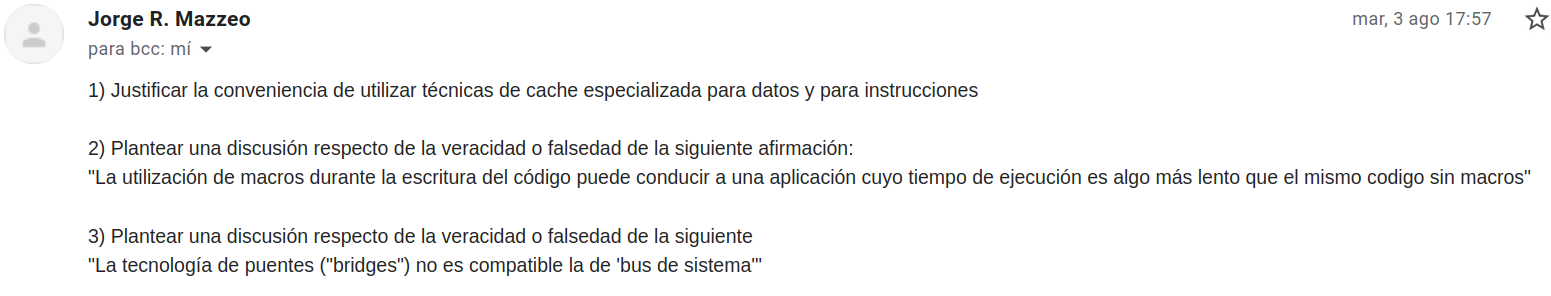 Jorge R. Mazzeo
mar, 3 ago 17:57
para bcc: mí
1) Justificar la conveniencia de utilizar técnicas de cache especializada para datos y para instrucciones
2) Plantear una discusión respecto de la veracidad o falsedad de la siguiente afirmación:
"La utilización de macros durante la escritura del código puede conducir a una aplicación cuyo tiempo de ejecución es algo más lento que el mismo codigo sin macros"
3) Plantear una discusión respecto de la veracidad o falsedad de la siguiente
"La tecnología de puentes ("bridges") no es compatible la de 'bus de sistema'"